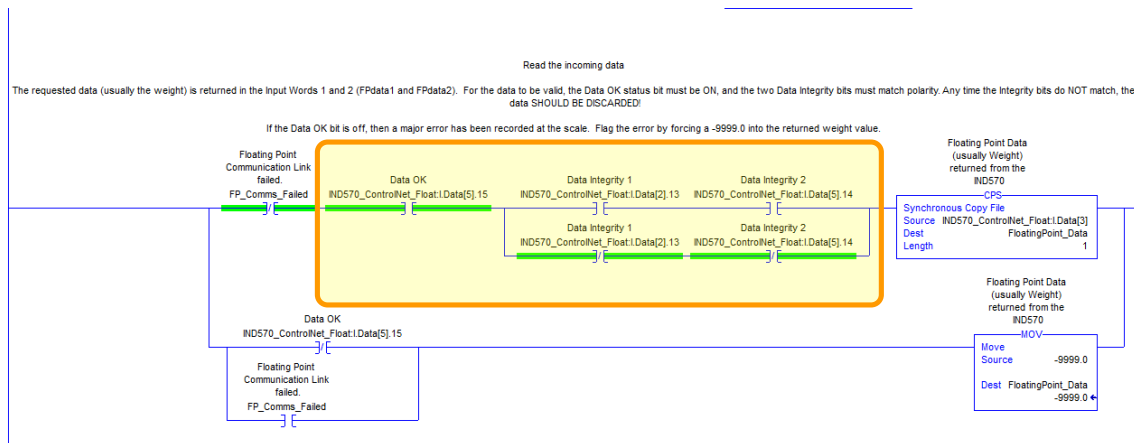 Read the incoming data
The requested data (usually the weight) is returned in the Input Words 1 and 2 (FPdata1 and FPdata2).  For the data to be valid, the Data OK status bit must be ON, and the two Data Integrity bits must match polarity. Any time the Integrity bits do NOT match, the
data SHOULD BE DISCARDED!
If the Data OK bit is off, then a major error has been recorded at the scale.  Flag the error by forcing a -9999.0 into the returned weight value.
Floating Point
Communication Link
failed.
FP_Comms_Failed
Data OK
IND570_ControlNet_Float:I.Data[5].15
Data Integrity 1
IND570_ControlNet_Float:I.Data[2].13
Data Integrity 2
IND570_ControlNet_Float:I.Data[5].14
Floating Point Data
(usually Weight)
returned from the
IND570
CPS
Synchronous Copy File
Source IND570_ControlNet_Float:I.Data[3]
Dest FloatingPoint_Data
Length 1
Data Integrity 1
IND570_ControlNet_Float:I.Data[2].13
Data Integrity 2
IND570_ControlNet_Float:I.Data[5].14
Data OK
IND570_ControlNet_Float:I.Data[5].15
Floating Point
Communication Link
failed.
FP_Comms_Failed
Floating Point Data
(usually Weight)
returned from the
IND570
MOV
Move
Source -9999.0
Dest FloatingPoint_Data
-9999.0